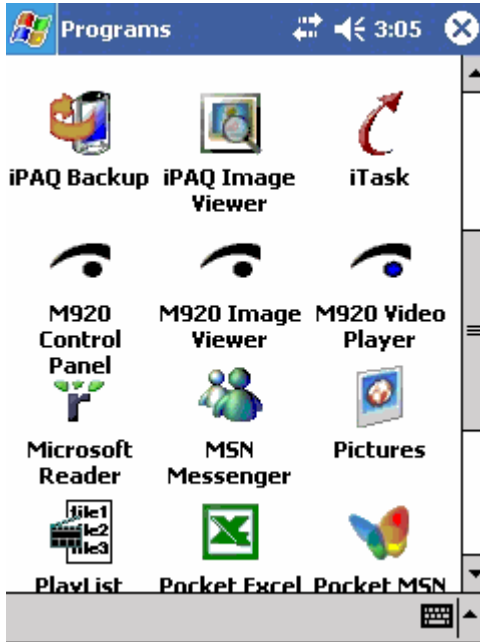 Programs 3:05
iPAQ Backup iPAQ Image Viewer iTask
M920 Control Panel M920 Image Viewer M920 Video Player
Microsoft Reader MSN Messenger Pictures
file1
file2
file3
PlayList Pocket Excel Pocket MSN